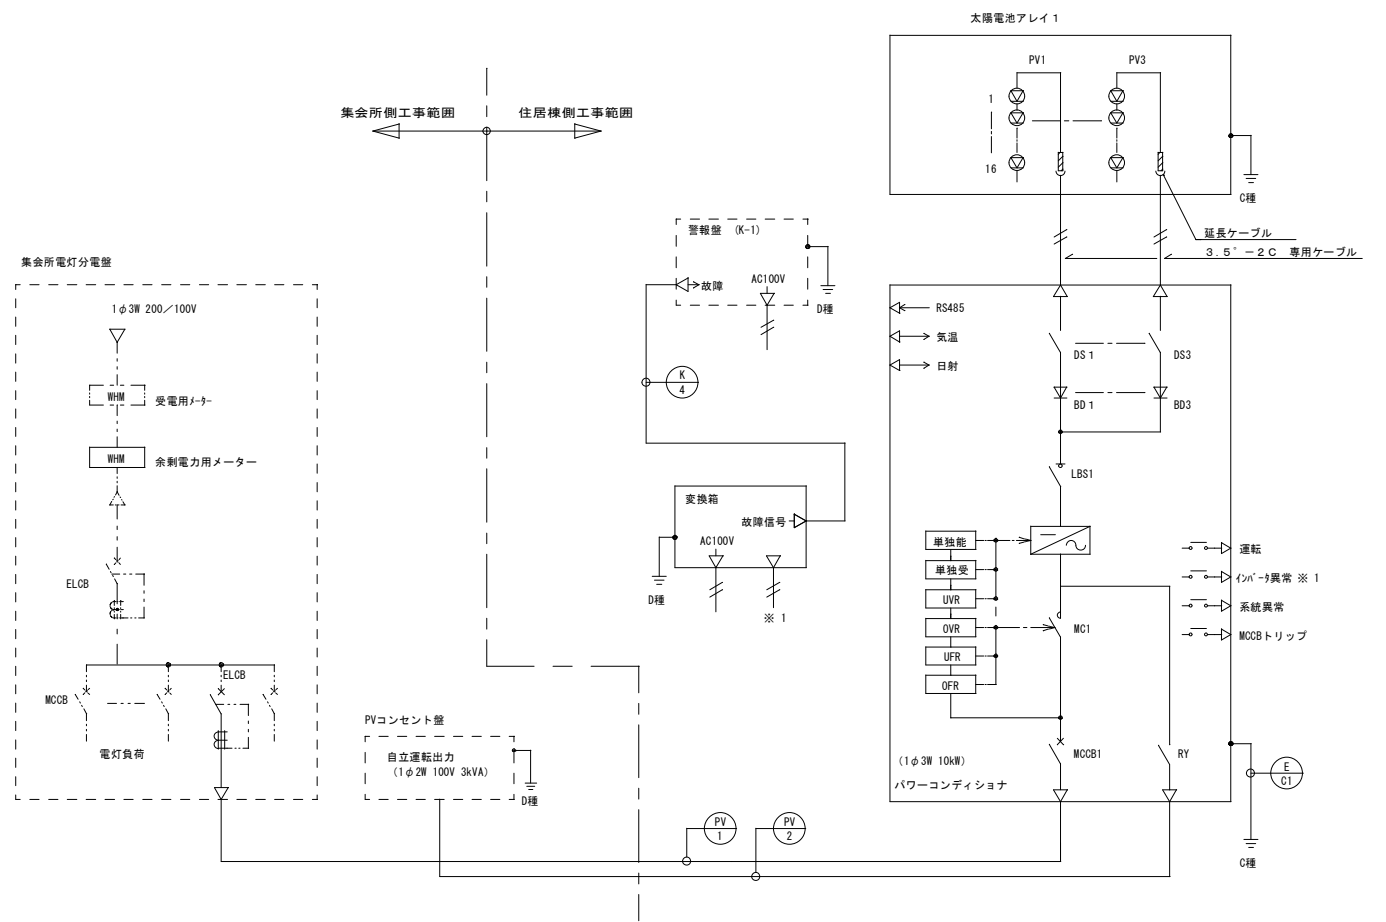 太陽電池アレイ1
PV1
PV3
1
16
C種
集会所側工事範囲
住居棟側工事範囲
延長ケーブル
3.5°-2C 専用ケーブル
警報盤 (K-1)
故障
AC100V
D種
集会所電灯分電盤
1φ3W 200/100V
WHM
受電用メーター
WHM
余剰電力用メーター
ELCB
MCCB
ELCB
電灯負荷
K
4
変換箱
故障信号
AC100V
D種
※1
RS485
気温
日射
DS1
DS3
BD1
BD3
LBS1
単独能
単独受
UVR
OVR
UFR
OFR
MC1
運転
インバータ異常 ※1
系統異常
MCCBトリップ
MCCB1
RY
(1φ3W 10kW)
パワーコンディショナ
E
C1
C種
PVコンセント盤
自立運転出力
(1φ2W 100V 3kVA)
D種
PV
1
PV
2